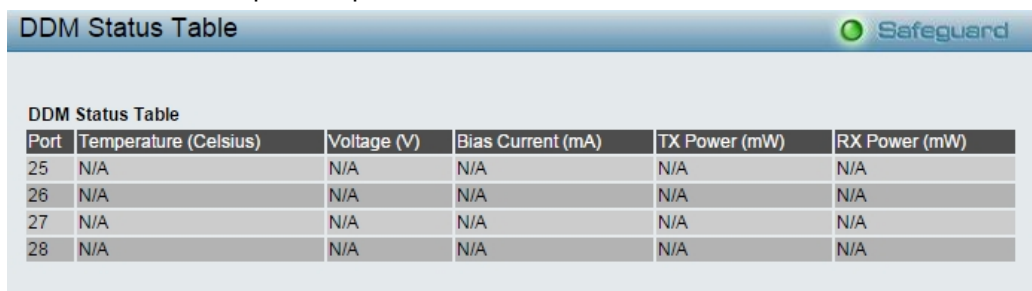 DDM Status Table Safeguard
DDM Status Table
Port Temperature (Celsius) Voltage (V) Bias Current (mA) TX Power (mW) RX Power (mW)
25 N/A N/A N/A N/A N/A
26 N/A N/A N/A N/A N/A
27 N/A N/A N/A N/A N/A
28 N/A N/A N/A N/A N/A